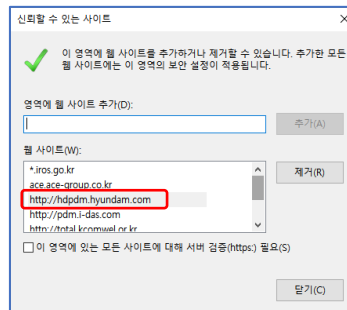 신뢰할 수 있는 사이트
이 영역에 웹 사이트를 추가하거나 제거할 수 있습니다. 추가한 모든
웹 사이트에는 이 영역의 보안 설정이 적용됩니다.
영역에 웹 사이트 추가(D):
추가(A)
웹 사이트(W):
*.iros.go.kr
ace.ace-group.co.kr
http://hdpdm.hyundam.com
http://pdm.i-das.com
http://total.kcomwel.or.kr
제거(R)
이 영역에 있는 모든 사이트에 대해 서버 검증(https:) 필요(S)
닫기(C)